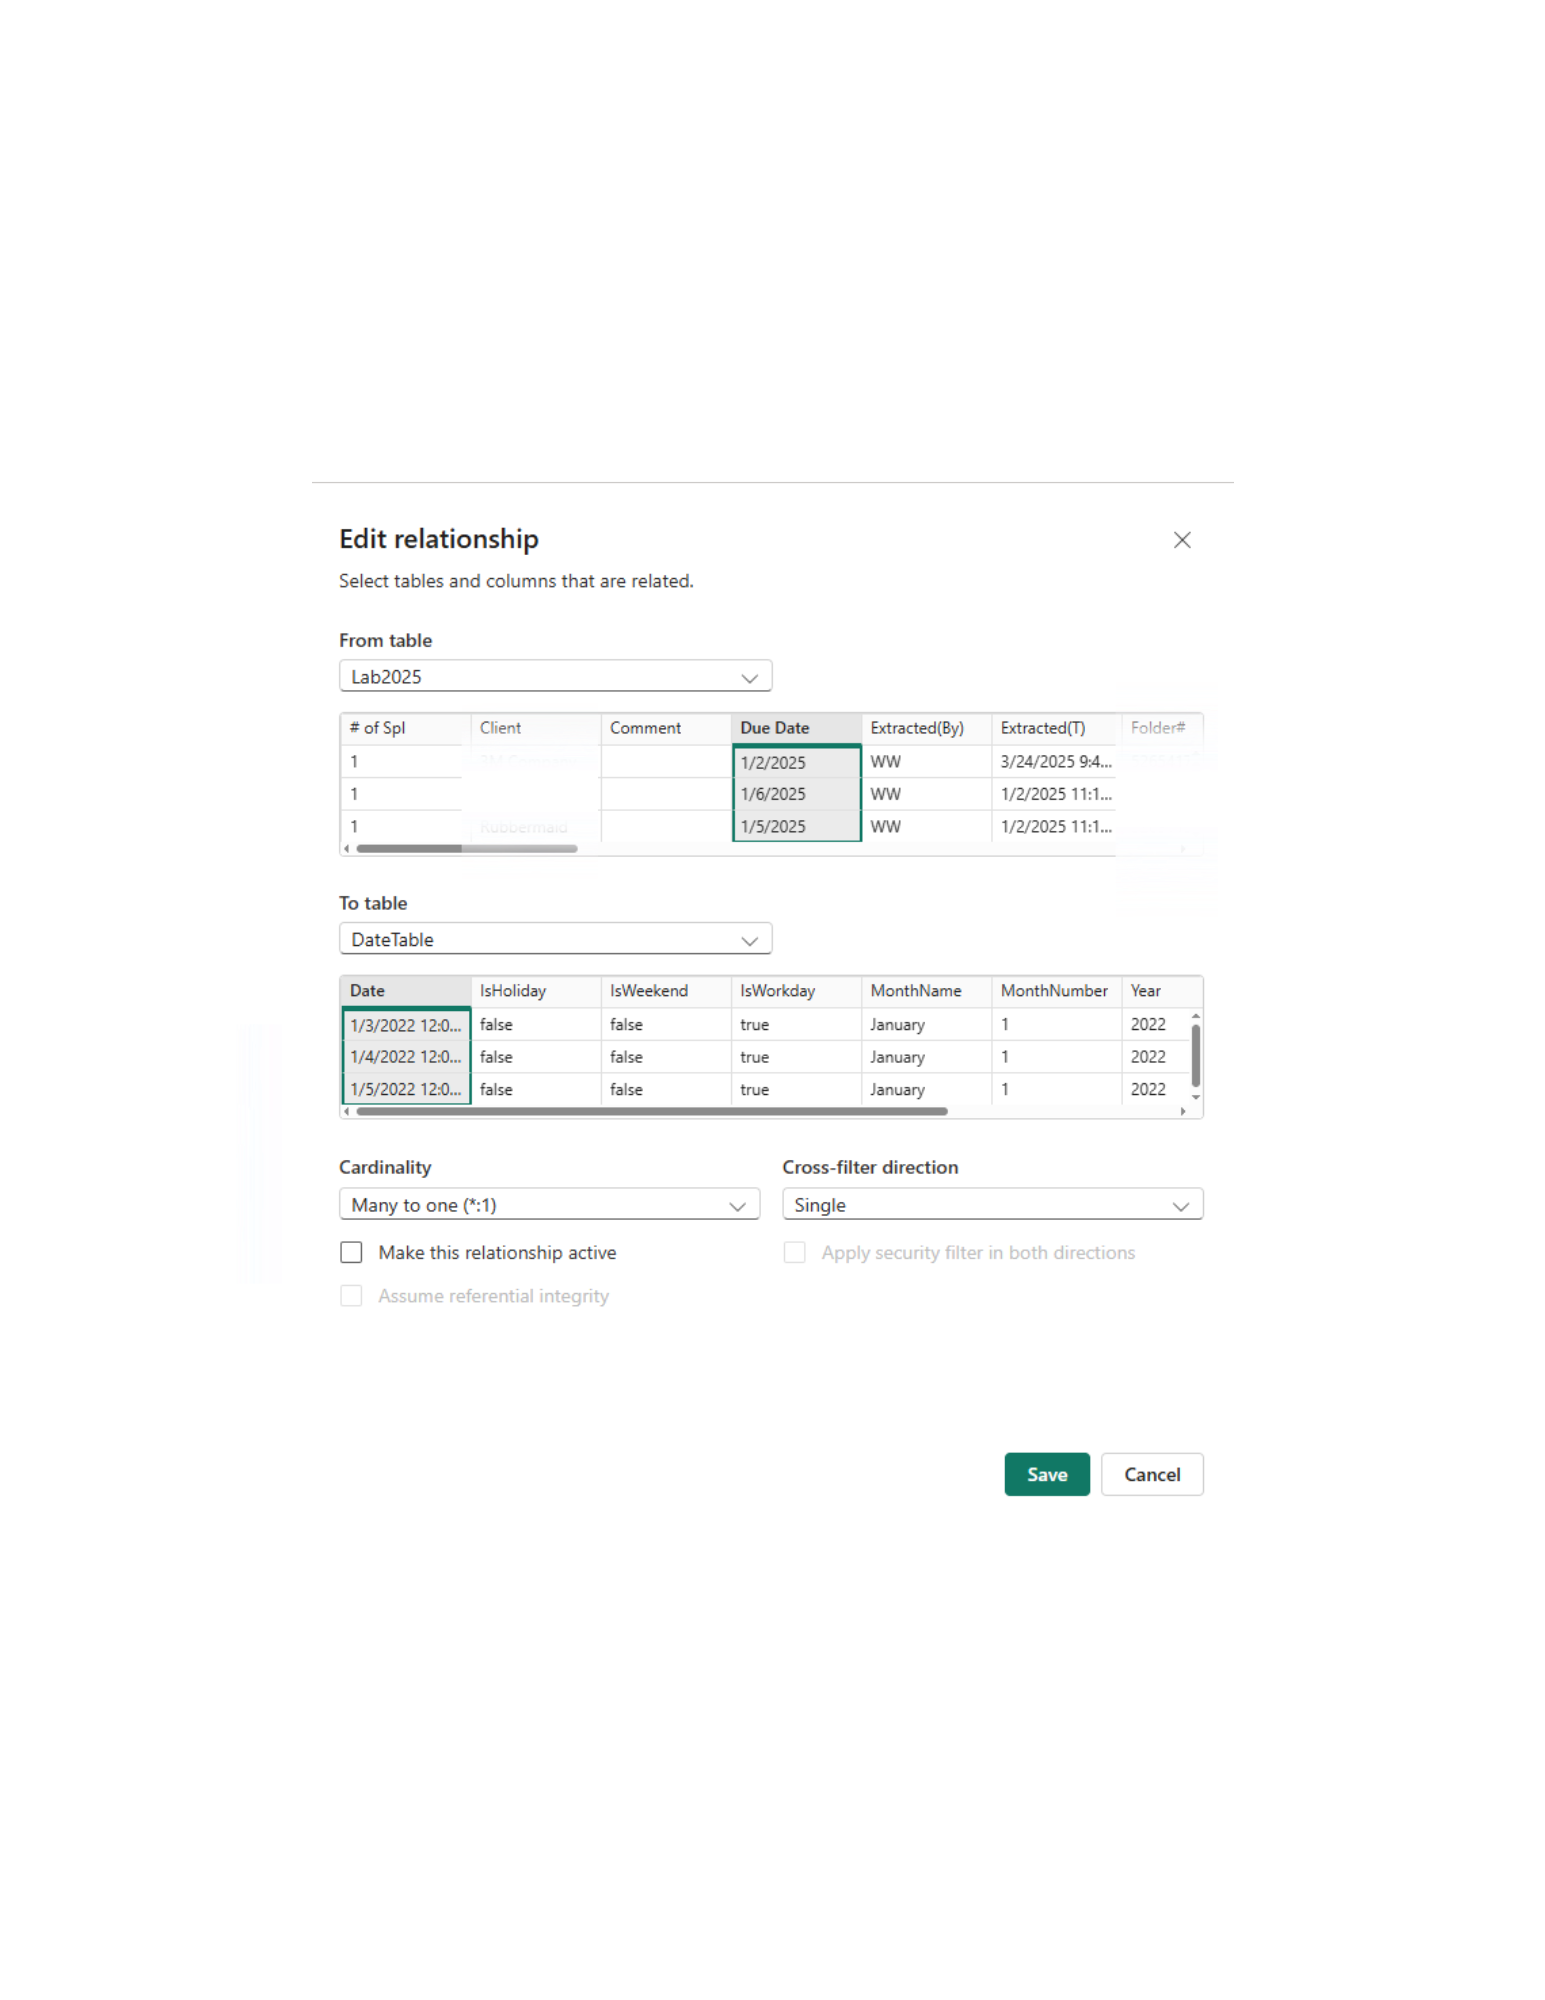 Edit relationship
Select tables and columns that are related.
From table
Lab2025
# of Spl Client Comment Due Date Extracted(By) Extracted(T) Folder#
1 1/2/2025 WW 3/24/2025 9:4...
1 1/6/2025 WW 1/2/2025 11:1...
1 Rubbermaid 1/5/2025 WW 1/2/2025 11:1...
To table
DateTable
Date IsHoliday IsWeekend IsWorkday MonthName MonthNumber Year
1/3/2022 12:0... false false true January 1 2022
1/4/2022 12:0... false false true January 1 2022
1/5/2022 12:0... false false true January 1 2022
Cardinality Cross-filter direction
Many to one (*:1) Single
Make this relationship active Apply security filter in both directions
Assume referential integrity
Save Cancel